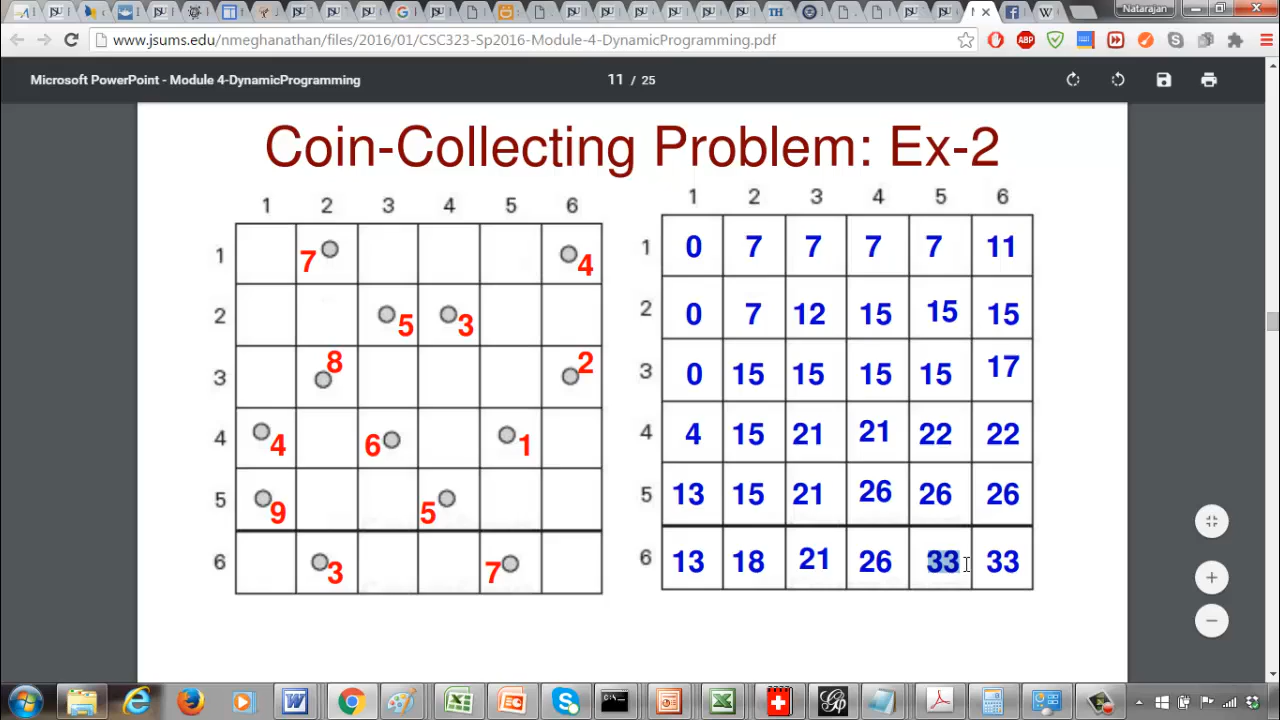 Natarajan
www.jsums.edu/nmeghanathan/files/2016/01/CSC323-Sp2016-Module-4-DynamicProgramming.pdf
ABP
Microsoft PowerPoint - Module 4-DynamicProgramming
11 / 25
Coin-Collecting Problem: Ex-2
1 2 3 4 5 6
1 7 4
2 5 3
3 8 2
4 4 6 1
5 9 5
6 3 7
1 2 3 4 5 6
1 0 7 7 7 7 11
2 0 7 12 15 15 15
3 0 15 15 15 15 17
4 4 15 21 21 22 22
5 13 15 21 26 26 26
6 13 18 21 26 33 33